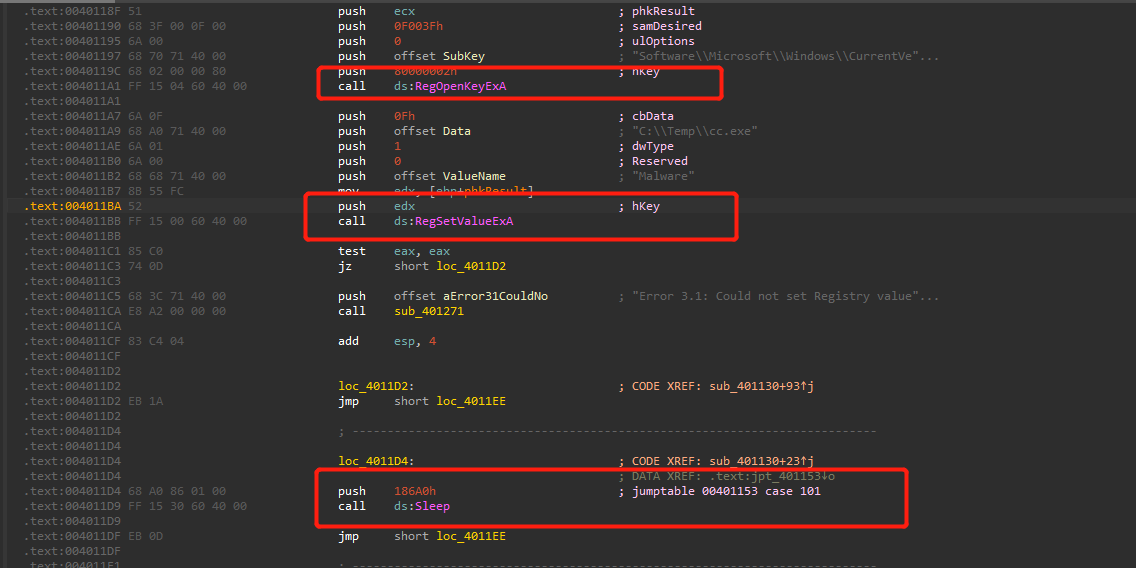 .text:0040118F 51 push ecx ; phkResult
.text:00401190 68 3F 00 0F 00 push 0F003Fh ; samDesired
.text:00401195 6A 00 push 0 ; ulOptions
.text:00401197 68 70 71 40 00 push offset SubKey ; "Software\\Microsoft\\Windows\\CurrentVe"...
.text:0040119C 68 02 00 00 80 push 80000002h ; hKey
.text:004011A1 FF 15 04 60 40 00 call ds:RegOpenKeyExA
.text:004011A1
.text:004011A7 6A 0F push 0Fh ; cbData
.text:004011A9 68 A0 71 40 00 push offset Data ; "C:\\Temp\\cc.exe"
.text:004011AE 6A 01 push 1 ; dwType
.text:004011B0 6A 00 push 0 ; Reserved
.text:004011B2 68 68 71 40 00 push offset ValueName ; "Malware"
.text:004011B7 8B 55 FC mov edx, [ebp+phkResult]
.text:004011BA 52 push edx ; hKey
.text:004011BB FF 15 00 60 40 00 call ds:RegSetValueExA
.text:004011BB
.text:004011C1 85 C0 test eax, eax
.text:004011C3 74 0D jz short loc_4011D2
.text:004011C3
.text:004011C5 68 3C 71 40 00 push offset aError31CouldNo ; "Error 3.1: Could not set Registry value"...
.text:004011CA E8 A2 00 00 00 call sub_401271
.text:004011CA
.text:004011CF 83 C4 04 add esp, 4
.text:004011CF
.text:004011D2
.text:004011D2 loc_4011D2: ; CODE XREF: sub_401130+93↑j
.text:004011D2 EB 1A jmp short loc_4011EE
.text:004011D2
.text:004011D4 ; ---------------------------------------------------------------------------
.text:004011D4
.text:004011D4 loc_4011D4: ; CODE XREF: sub_401130+23↑j
.text:004011D4 ; DATA XREF: .text:jpt_401153↓o
.text:004011D4 68 A0 86 01 00 push 186A0h ; jumptable 00401153 case 101
.text:004011D9 FF 15 30 60 40 00 call ds:Sleep
.text:004011D9
.text:004011DF EB 0D jmp short loc_4011EE
.text:004011DF